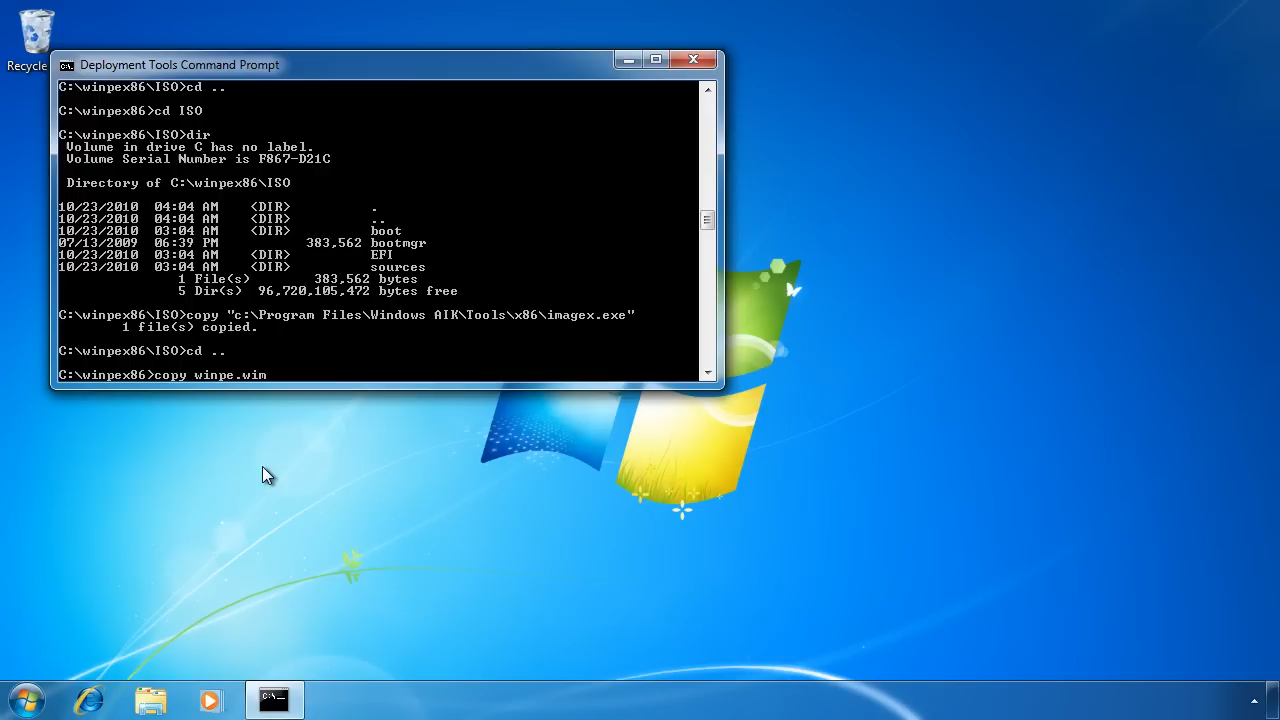 Recycle
Deployment Tools Command Prompt
C:\winpex86\ISO>cd ..
C:\winpex86>cd ISO
C:\winpex86\ISO>dir
Volume in drive C has no label.
Volume Serial Number is F867-D21C
Directory of C:\winpex86\ISO
10/23/2010  04:04 AM    <DIR>          .
10/23/2010  04:04 AM    <DIR>          ..
10/23/2010  03:04 AM    <DIR>          boot
07/13/2009  06:39 PM           383,562 bootmgr
10/23/2010  03:04 AM    <DIR>          EFI
10/23/2010  03:04 AM    <DIR>          sources
1 File(s)        383,562 bytes
5 Dir(s)  96,720,105,472 bytes free
C:\winpex86\ISO>copy "c:\Program Files\Windows AIK\Tools\x86\imagex.exe"
1 file(s) copied.
C:\winpex86\ISO>cd ..
C:\winpex86>copy winpe.wim